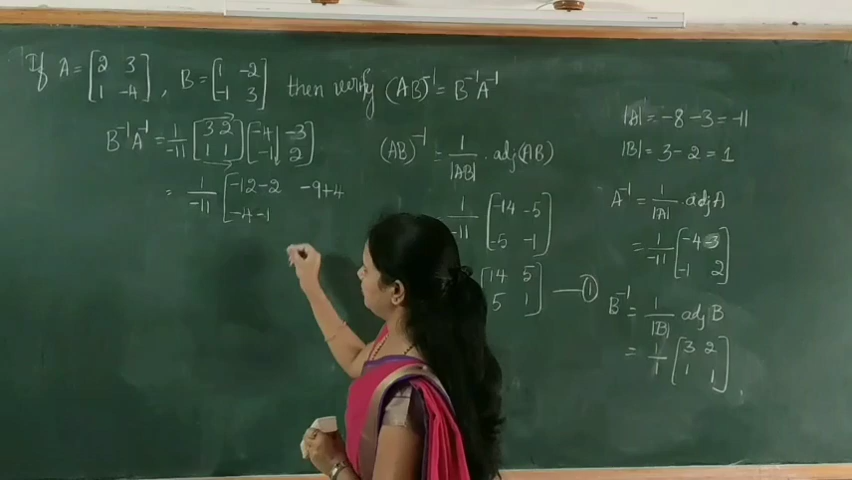 If A = [2 3 1 -4], B = [1 -2 -1 3] then verify (AB)^-1 = B^-1 A^-1
B^-1 A^-1 = 1/-11 [3 2 1 1] [-4 -3 -1 2]
= 1/-11 [-12-2 -9+4
-4-1
(AB)^-1 = 1/|AB| . adj(AB)
1/-11 [-14 -5 -5 -1]
[14 5 5 1] — ①
|A| = -8 - 3 = -11
|B| = 3 - 2 = 1
A^-1 = 1/|A| . adj A
= 1/-11 [-4 -3 -1 2]
B^-1 = 1/|B| adj B
= 1/1 [3 2 1 1]